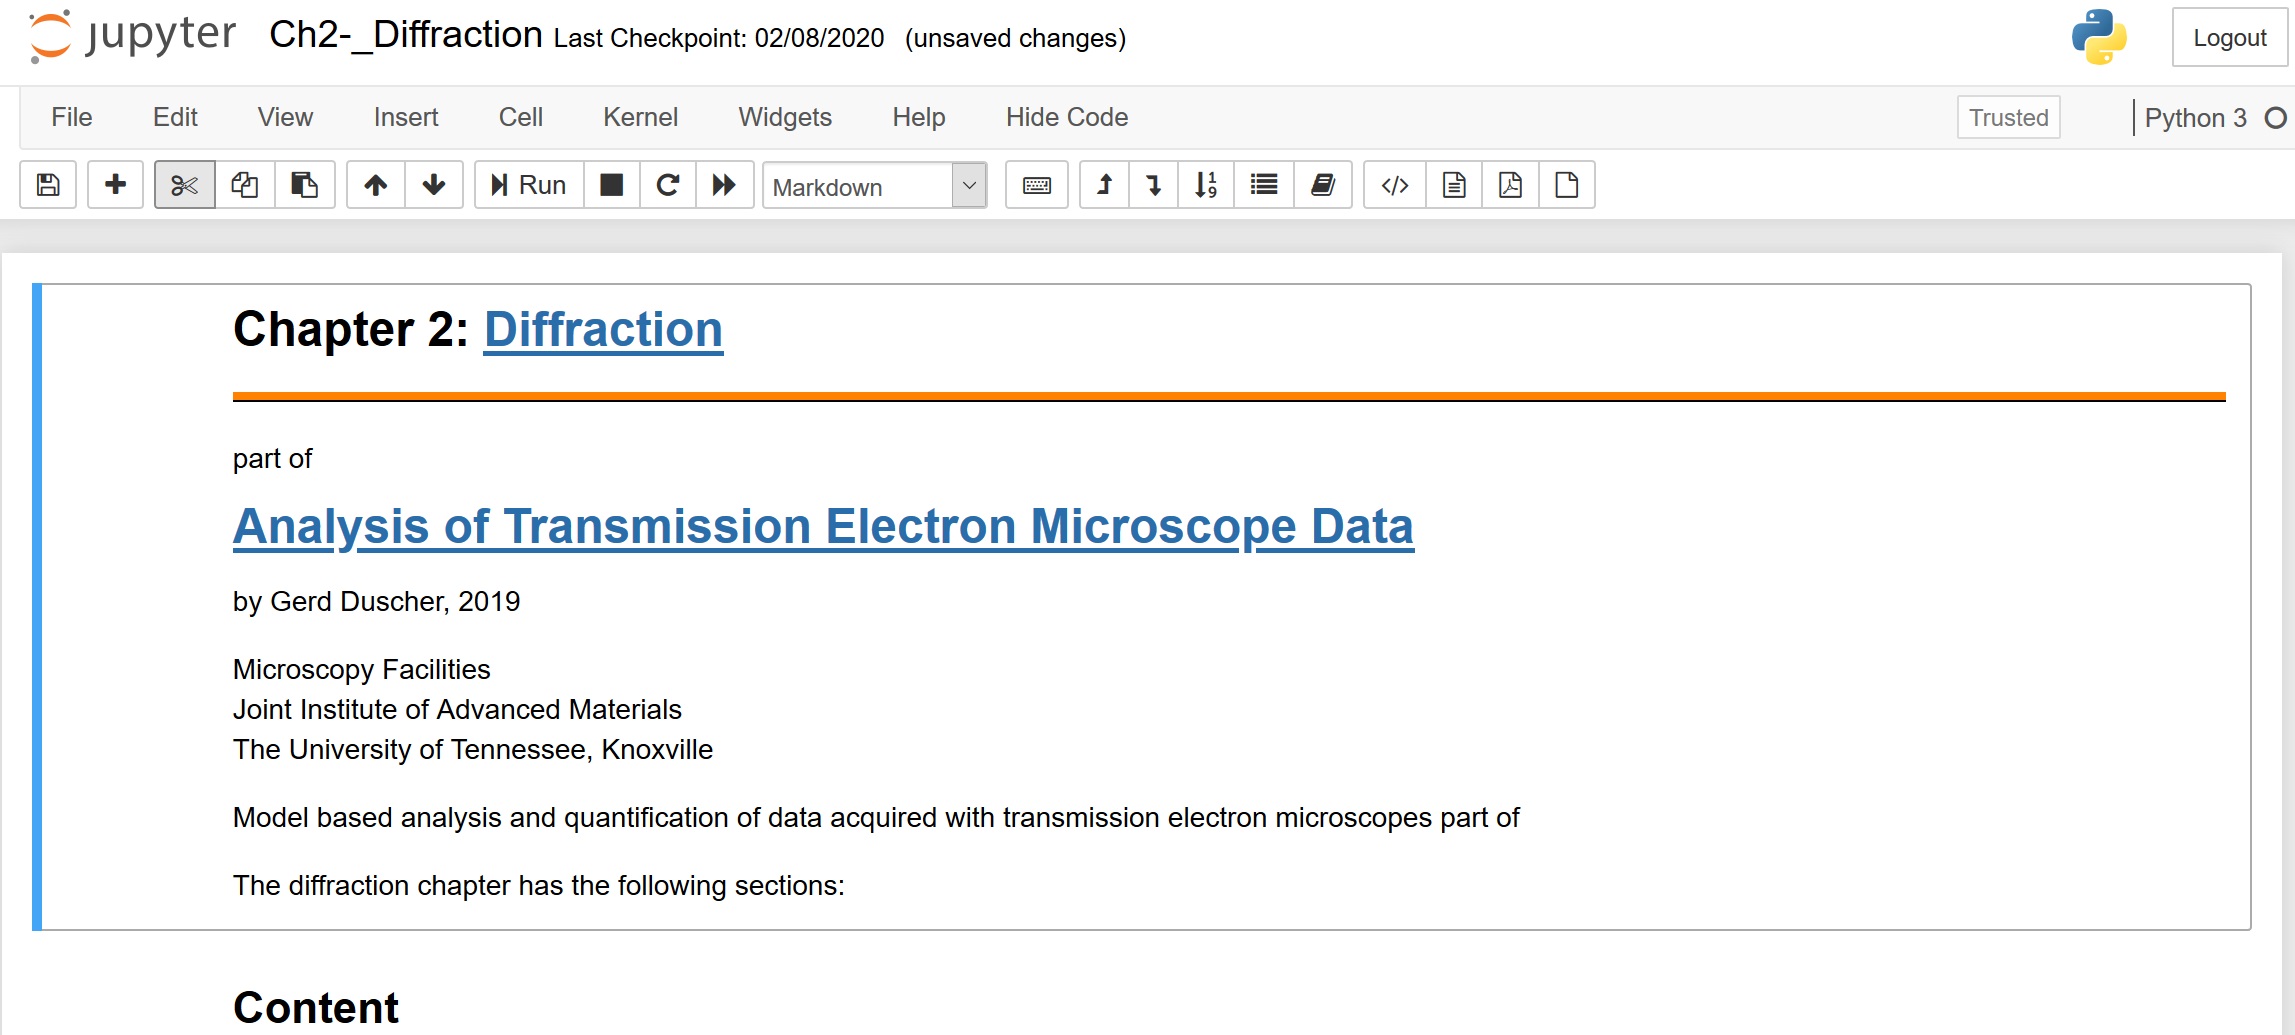 jupyter Ch2-_Diffraction Last Checkpoint: 02/08/2020 (unsaved changes) Logout
File Edit View Insert Cell Kernel Widgets Help Hide Code Trusted Python 3
Run Markdown
Chapter 2: Diffraction
part of
Analysis of Transmission Electron Microscope Data
by Gerd Duscher, 2019
Microscopy Facilities
Joint Institute of Advanced Materials
The University of Tennessee, Knoxville
Model based analysis and quantification of data acquired with transmission electron microscopes part of
The diffraction chapter has the following sections:
Content